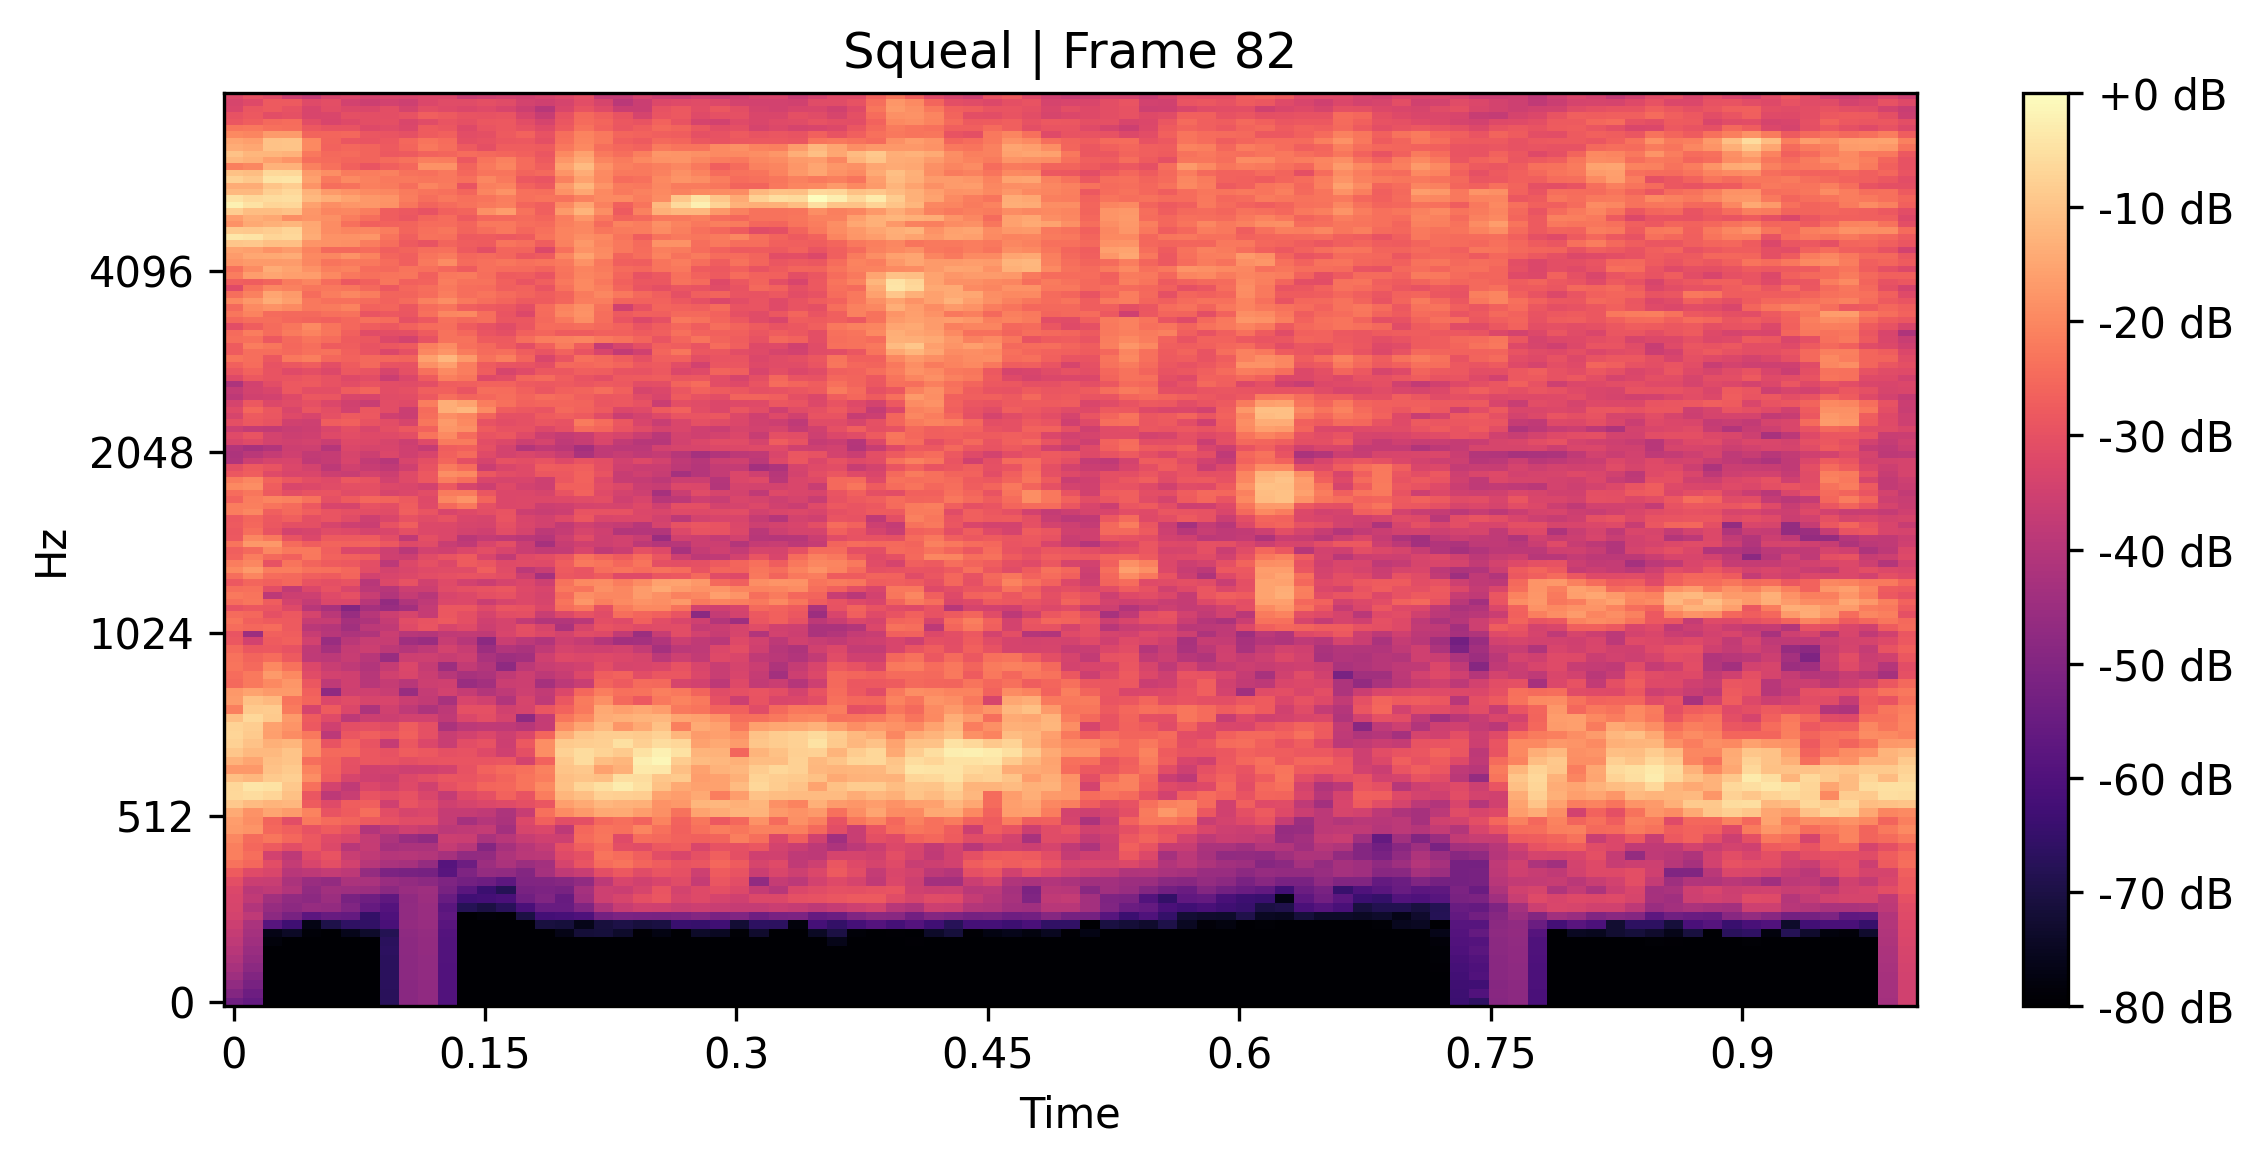 Squeal | Frame 82
+0 dB
-10 dB
-20 dB
-30 dB
-40 dB
-50 dB
-60 dB
-70 dB
-80 dB
Hz
4096
2048
1024
512
0
0 0.15 0.3 0.45 0.6 0.75 0.9
Time